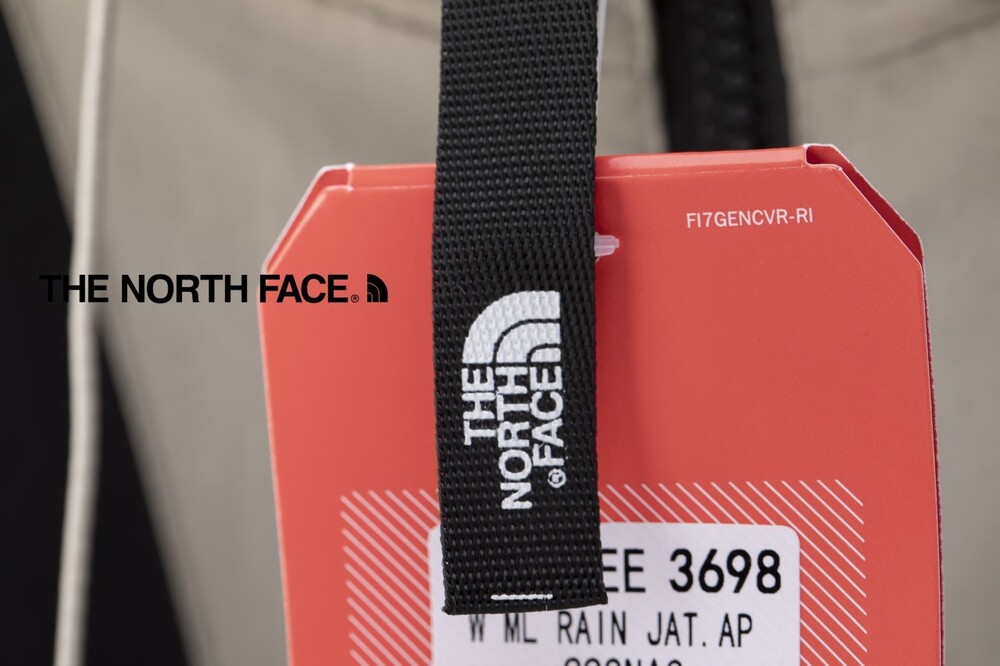 FI7GENCVR-RI
THE NORTH FACE®
THE
NORTH
FACE®
EE 3698
W ML RAIN JAT. AP